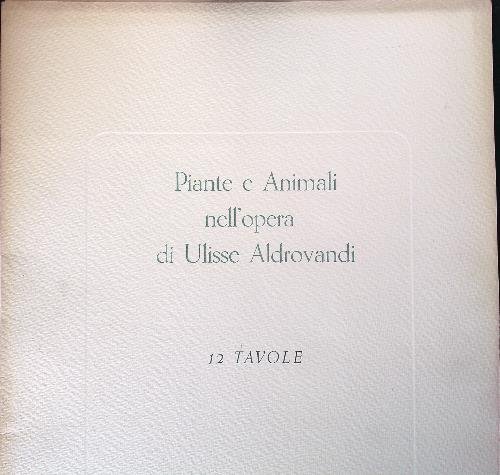 Piante e Animali
nell'opera
di Ulisse Aldrovandi
12 TAVOLE